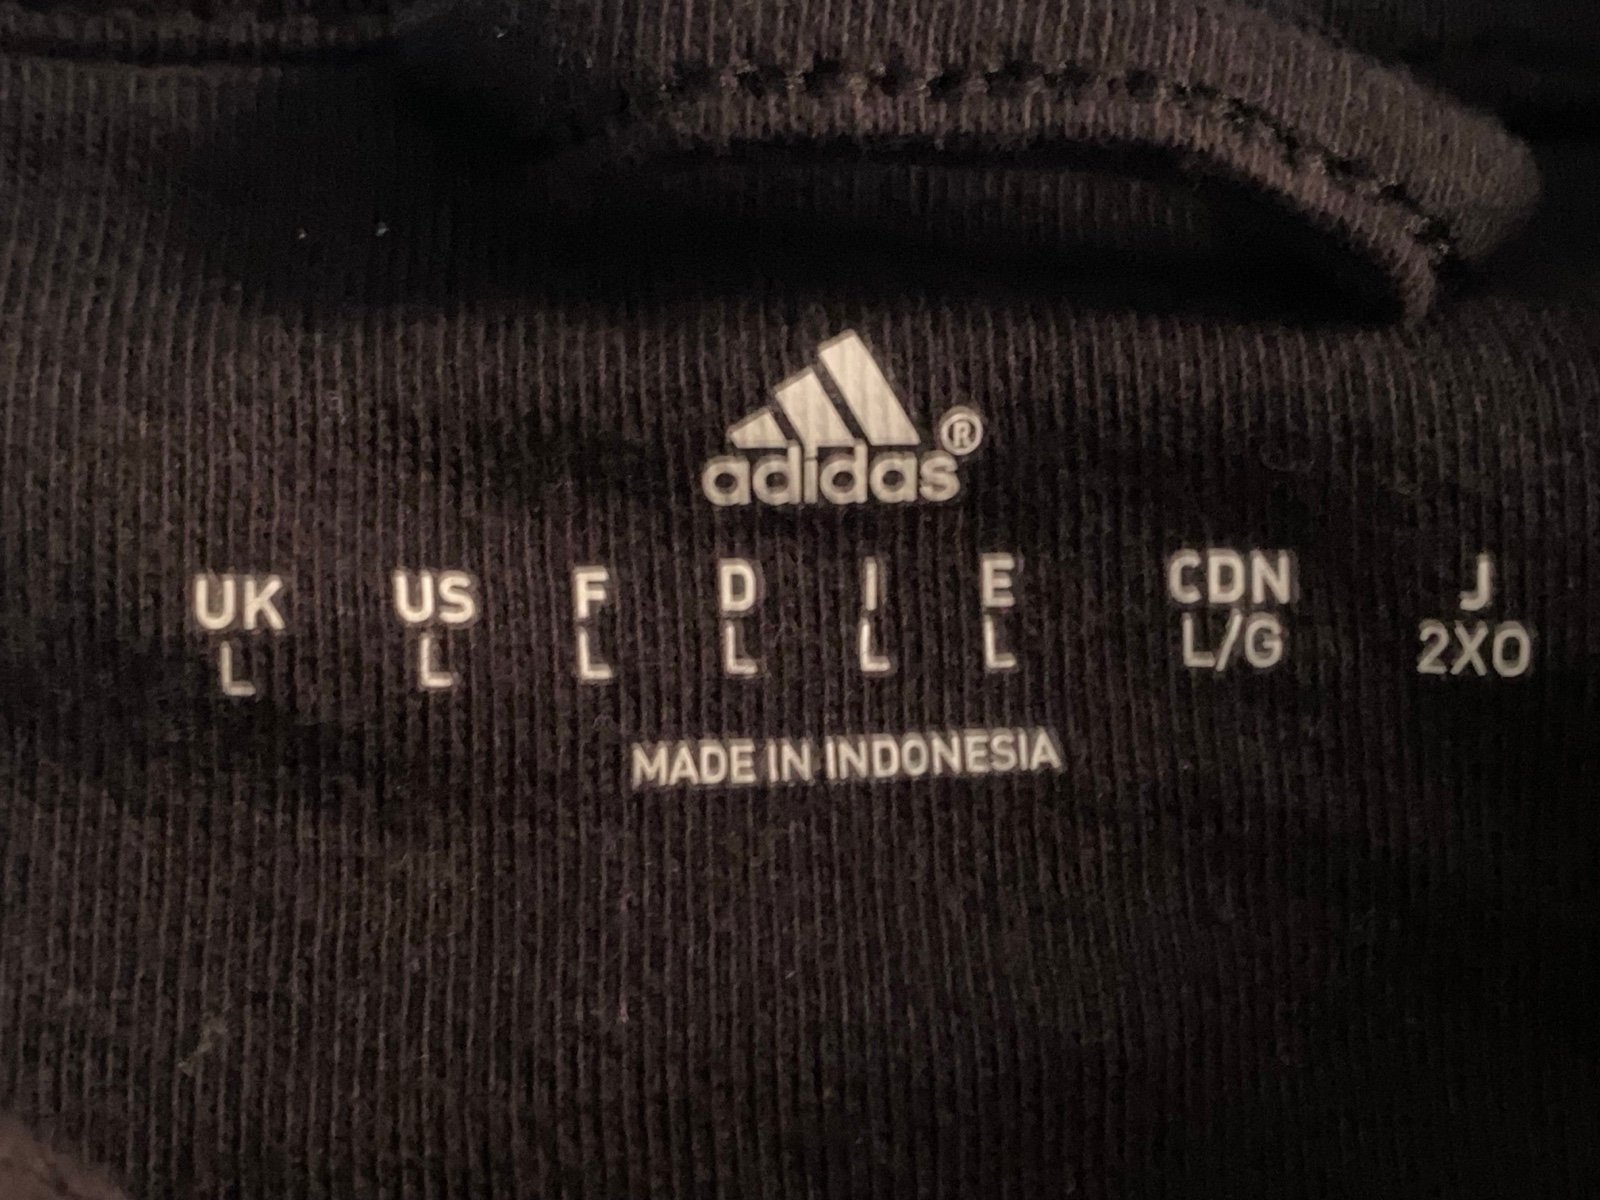 adidas®
UK US F D I E CDN J
L L L L L L L/G 2XO
MADE IN INDONESIA